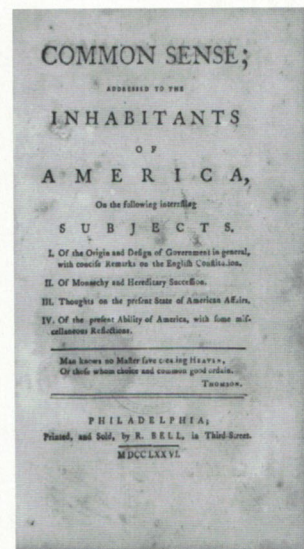 COMMON SENSE;
ADDRESSED TO THE
INHABITANTS
OF
AMERICA,
On the following interesting
SUBJECTS.
I. Of the Origin and Design of Government in general,
with concise Remarks on the English Constitution.
II. Of Monarchy and Hereditary Succession.
III. Thoughts on the present State of American Affairs.
IV. Of the present Ability of America, with some mis-
cellaneous Reflections.
Man knows no Master save creating HEAVEN,
Or those whom choice and common good ordain.
THOMSON.
PHILADELPHIA;
Printed, and Sold, by R. BELL, in Third-Street.
MDCCLXXVI.